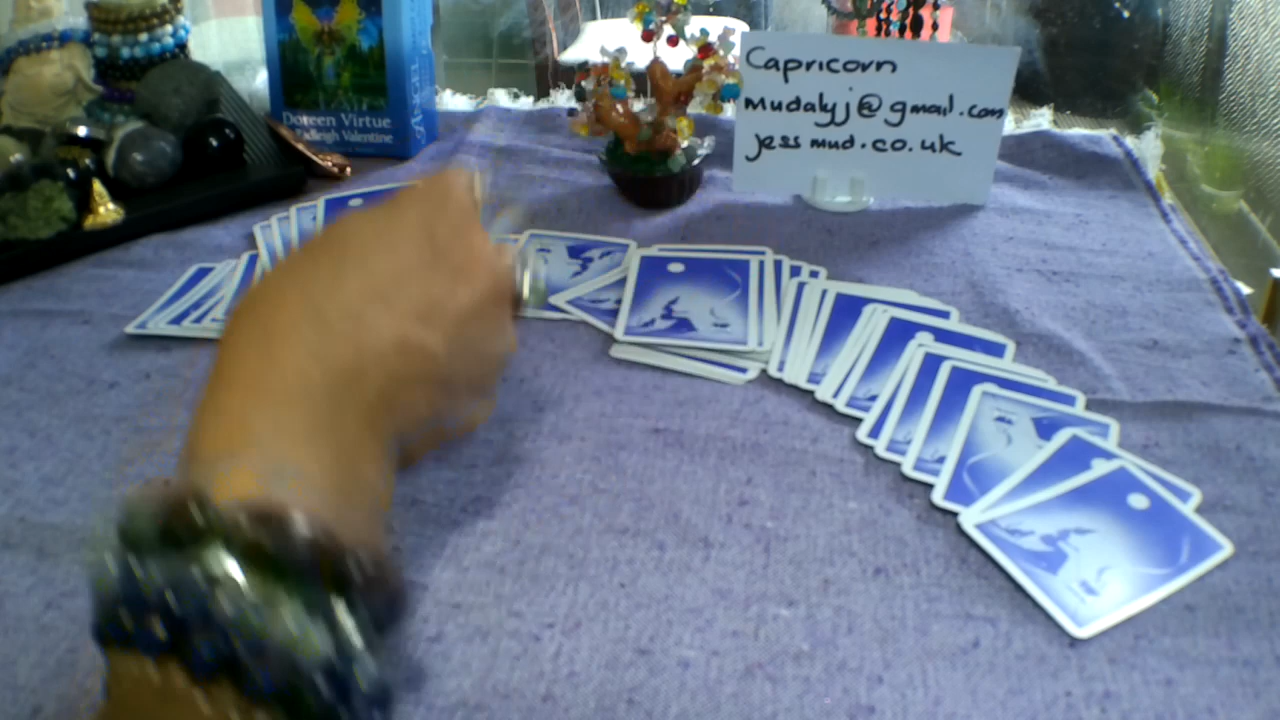 Doreen Virtue
Radleigh Valentine
Capricorn
mudalyj@gmail.com
jessmud.co.uk